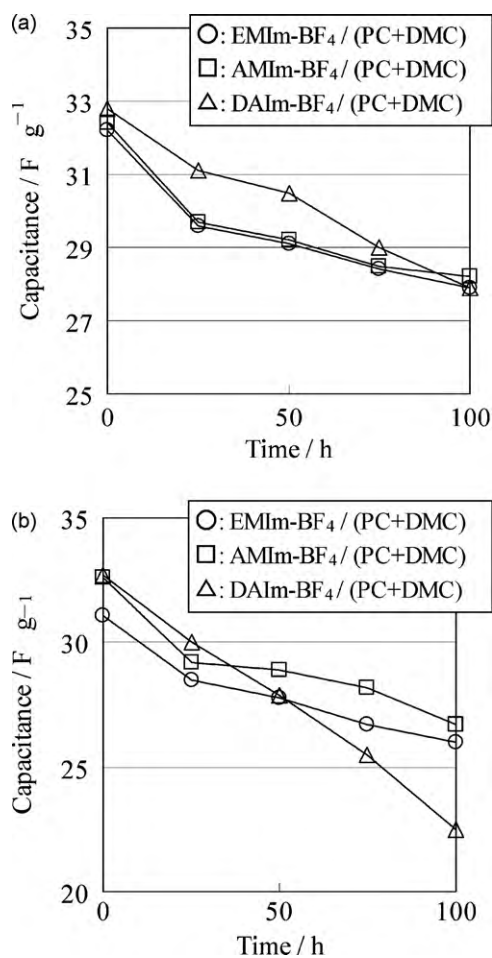 (a)
○: EMIm-BF₄ / (PC+DMC)
□: AMIm-BF₄ / (PC+DMC)
△: DAIm-BF₄ / (PC+DMC)
Capacitance / F g⁻¹
35
33
31
29
27
25
0
50
100
Time / h
(b)
○: EMIm-BF₄ / (PC+DMC)
□: AMIm-BF₄ / (PC+DMC)
△: DAIm-BF₄ / (PC+DMC)
Capacitance / F g−1
35
30
25
20
0
50
100
Time / h